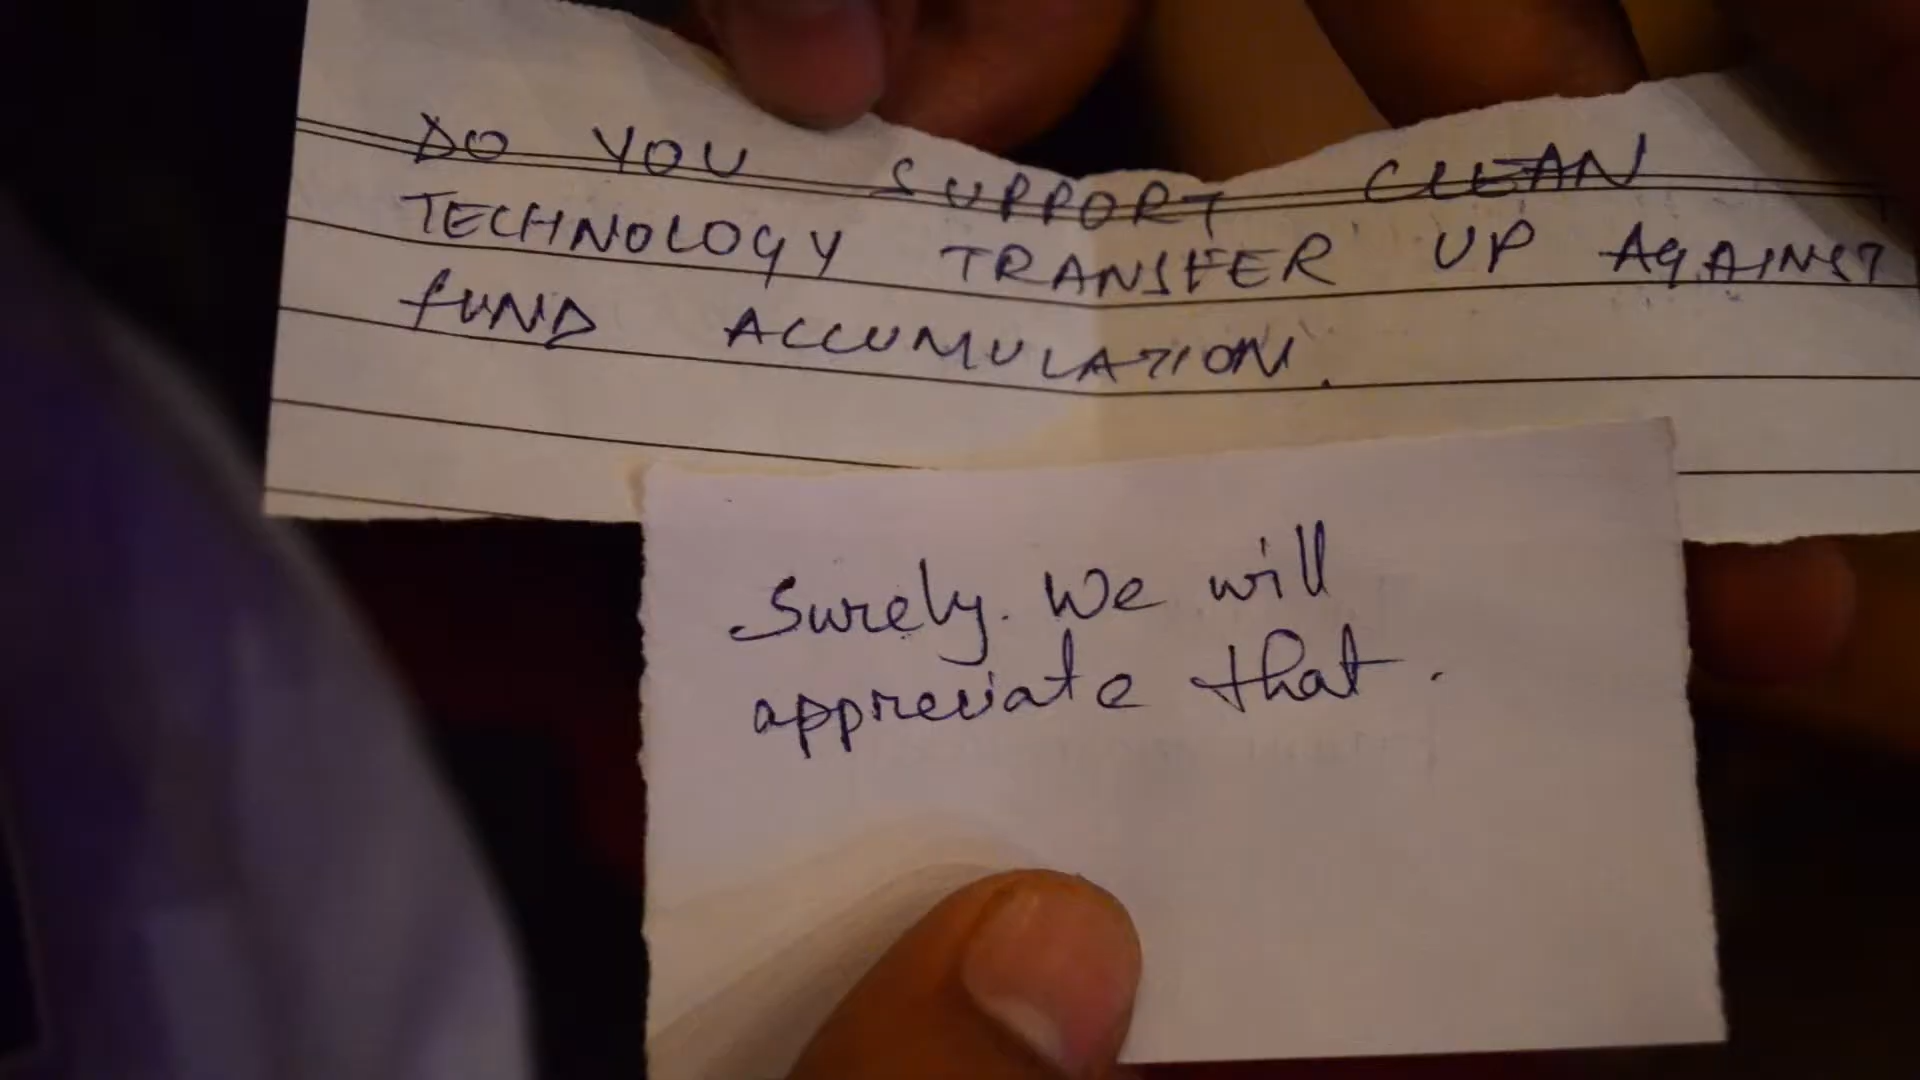 DO YOU SUPPORT CLEAN
TECHNOLOGY TRANSFER UP AGAINST
FUND ACCUMULATION.
Surely. We will
appreciate that.